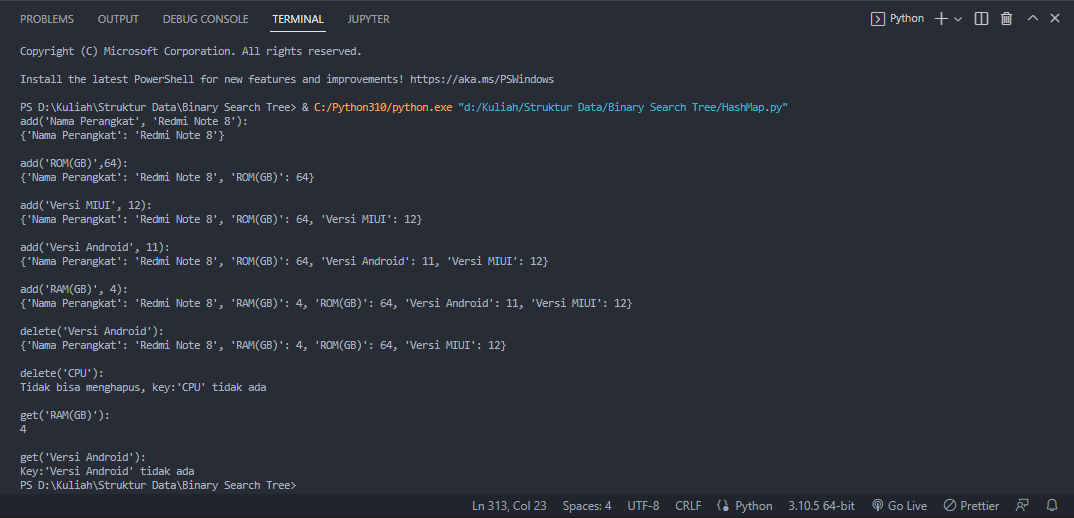 PROBLEMS OUTPUT DEBUG CONSOLE TERMINAL JUPYTER Python
Copyright (C) Microsoft Corporation. All rights reserved.
Install the latest PowerShell for new features and improvements! https://aka.ms/PSWindows
PS D:\Kuliah\Struktur Data\Binary Search Tree> & C:/Python310/python.exe "d:/Kuliah/Struktur Data/Binary Search Tree/HashMap.py"
add('Nama Perangkat', 'Redmi Note 8'):
{'Nama Perangkat': 'Redmi Note 8'}
add('ROM(GB)',64):
{'Nama Perangkat': 'Redmi Note 8', 'ROM(GB)': 64}
add('Versi MIUI', 12):
{'Nama Perangkat': 'Redmi Note 8', 'ROM(GB)': 64, 'Versi MIUI': 12}
add('Versi Android', 11):
{'Nama Perangkat': 'Redmi Note 8', 'ROM(GB)': 64, 'Versi Android': 11, 'Versi MIUI': 12}
add('RAM(GB)', 4):
{'Nama Perangkat': 'Redmi Note 8', 'RAM(GB)': 4, 'ROM(GB)': 64, 'Versi Android': 11, 'Versi MIUI': 12}
delete('Versi Android'):
{'Nama Perangkat': 'Redmi Note 8', 'RAM(GB)': 4, 'ROM(GB)': 64, 'Versi MIUI': 12}
delete('CPU'):
Tidak bisa menghapus, key:'CPU' tidak ada
get('RAM(GB)'):
4
get('Versi Android'):
Key:'Versi Android' tidak ada
PS D:\Kuliah\Struktur Data\Binary Search Tree>
Ln 313, Col 23 Spaces: 4 UTF-8 CRLF Python 3.10.5 64-bit Go Live Prettier